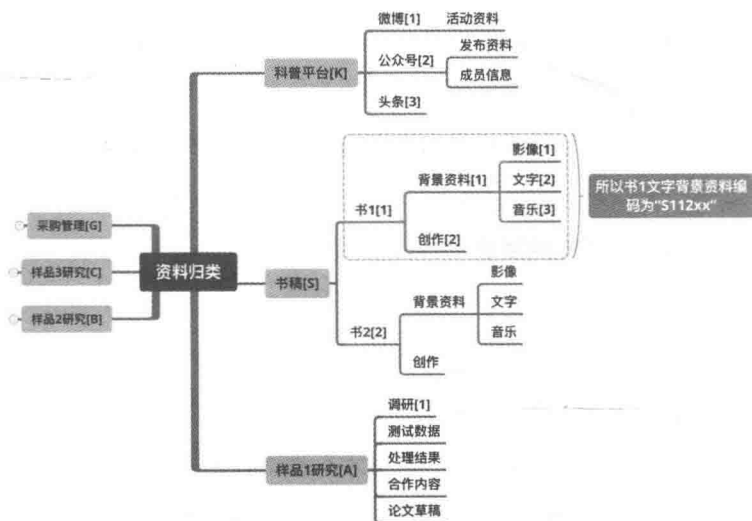 微博[1] 活动资料
科普平台[K]
公众号[2]
发布资料
成员信息
头条[3]
采购管理[G]
样品3研究[C]
样品2研究[B]
资料归类
书稿[S]
书1[1]
背景资料[1]
影像[1]
文字[2]
音乐[3]
创作[2]
所以书1文字背景资料编
码为“S112xx”
书2[2]
背景资料
影像
文字
音乐
创作
样品1研究[A]
调研[1]
测试数据
处理结果
合作内容
论文草稿